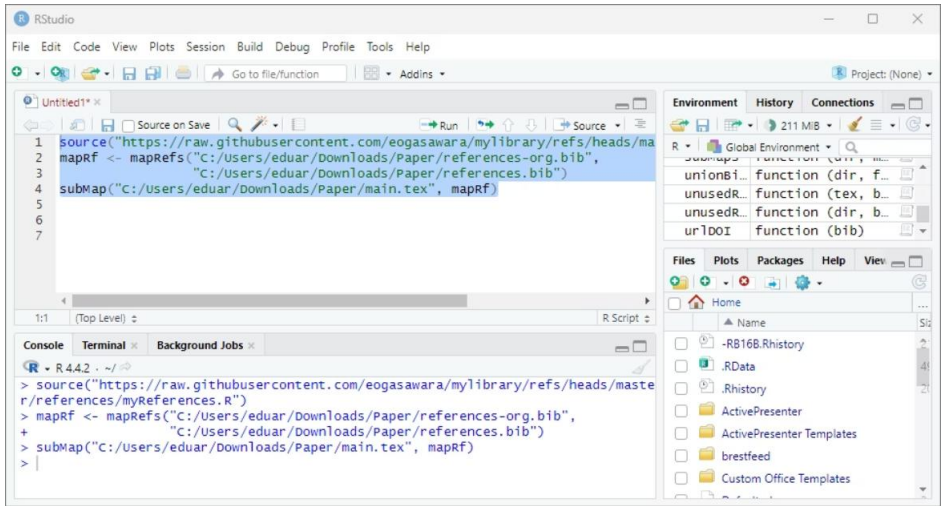 RStudio
File Edit Code View Plots Session Build Debug Profile Tools Help
Go to file/function Addins Project: (None)
Untitled1*
Source on Save Run Source
1 source("https://raw.githubusercontent.com/eogasawara/mylibrary/refs/heads/ma
2 mapRf <- mapRefs("C:/Users/eduar/Downloads/Paper/references-org.bib",
3 "C:/Users/eduar/Downloads/Paper/references.bib")
4 subMap("C:/Users/eduar/Downloads/Paper/main.tex", mapRf)
5
6
7
1:1 (Top Level) R Script
Console Terminal Background Jobs
R 4.4.2 . ~/
> source("https://raw.githubusercontent.com/eogasawara/mylibrary/refs/heads/maste
r/references/myReferences.R")
> mapRf <- mapRefs("C:/Users/eduar/Downloads/Paper/references-org.bib",
+ "C:/Users/eduar/Downloads/Paper/references.bib")
> subMap("C:/Users/eduar/Downloads/Paper/main.tex", mapRf)
>
Environment History Connections
211 MiB
R Global Environment
unionBi… function (dir, f…
unusedR… function (tex, b…
unusedR… function (dir, b…
urlDOI function (bib)
Files Plots Packages Help View
Home
Name
-RB16B.Rhistory
.RData
.Rhistory
ActivePresenter
ActivePresenter Templates
brestfeed
Custom Office Templates